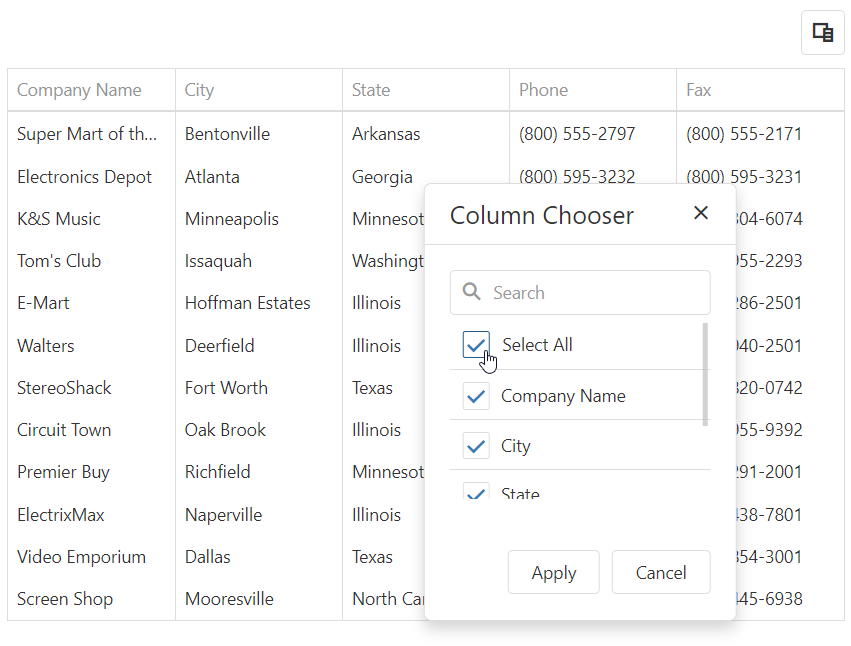 Company Name City State Phone Fax
Super Mart of th... Bentonville Arkansas (800) 555-2797 (800) 555-2171
Electronics Depot Atlanta Georgia (800) 595-3232 (800) 595-3231
K&S Music Minneapolis Minnesot 304-6074
Tom's Club Issaquah Washingt 955-2293
E-Mart Hoffman Estates Illinois 286-2501
Walters Deerfield Illinois 940-2501
StereoShack Fort Worth Texas 820-0742
Circuit Town Oak Brook Illinois 955-9392
Premier Buy Richfield Minnesot 291-2001
ElectrixMax Naperville Illinois 438-7801
Video Emporium Dallas Texas 854-3001
Screen Shop Mooresville North Ca 445-6938
Column Chooser
Search
Select All
Company Name
City
State
Apply Cancel